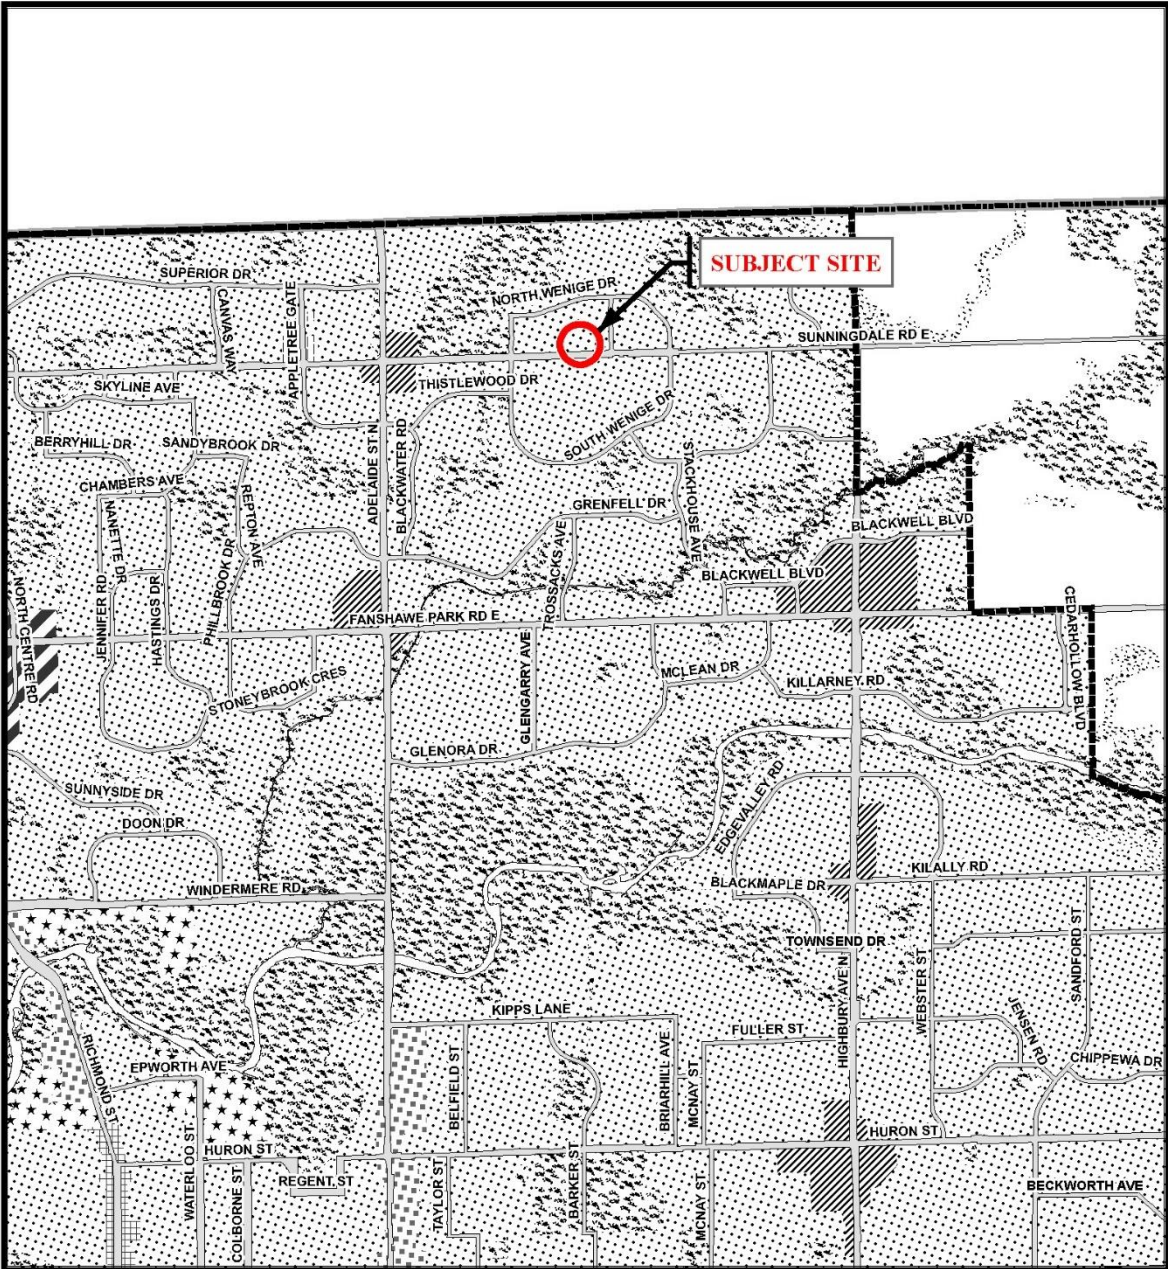 SUBJECT SITE
SUPERIOR DR
NORTH WENIGE DR
CANVAS WAY
APPLETREE GATE
SUNNINGDALE RD E
SKYLINE AVE
THISTLEWOOD DR
BERRYHILL DR
SANDYBROOK DR
ADELAIDE ST N
BLACKWATER RD
SOUTH WENIGE DR
STACKHOUSE AVE
CHAMBERS AVE
NANETTE DR
REPTON AVE
GRENFELL DR
TROSSACKS AVE
BLACKWELL BLVD
BLACKWELL BLVD
NORTH CENTRE RD
JENNIFER RD
HASTINGS DR
PHILLBROOK DR
FANSHAWE PARK RD E
CEDARHOLLOW BLVD
GLENGARRY AVE
MCLEAN DR
KILLARNEY RD
STONEYBROOK CRES
GLENORA DR
SUNNYSIDE DR
EDGEVALLEY RD
DOON DR
KILALLY RD
WINDERMERE RD
BLACKMAPLE DR
TOWNSEND DR
SANDFORD ST
HIGHBURY AVE N
WEBSTER ST
KIPPS LANE
FULLER ST
JENSEN RD
RICHMOND ST
EPWORTH AVE
BELFIELD ST
BRIARHILL AVE
MCNAY ST
CHIPPEWA DR
WATERLOO ST
HURON ST
COLBORNE ST
REGENT ST
TAYLOR ST
BARKER ST
MCNAY ST
HURON ST
BECKWORTH AVE